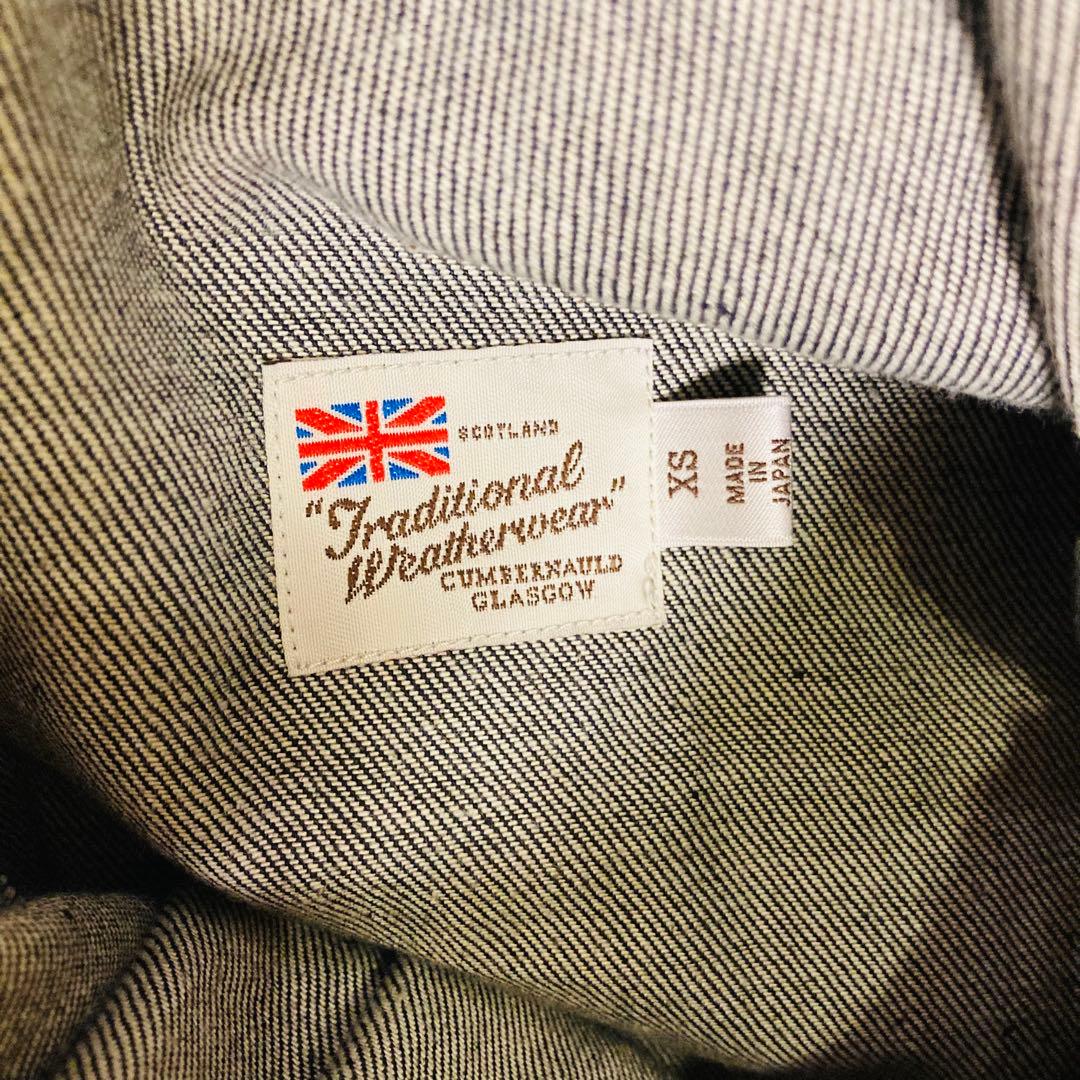 SCOTLAND
"Traditional
Weatherwear"
CUMBERNAULD
GLASGOW
XS
MADE
IN
JAPAN